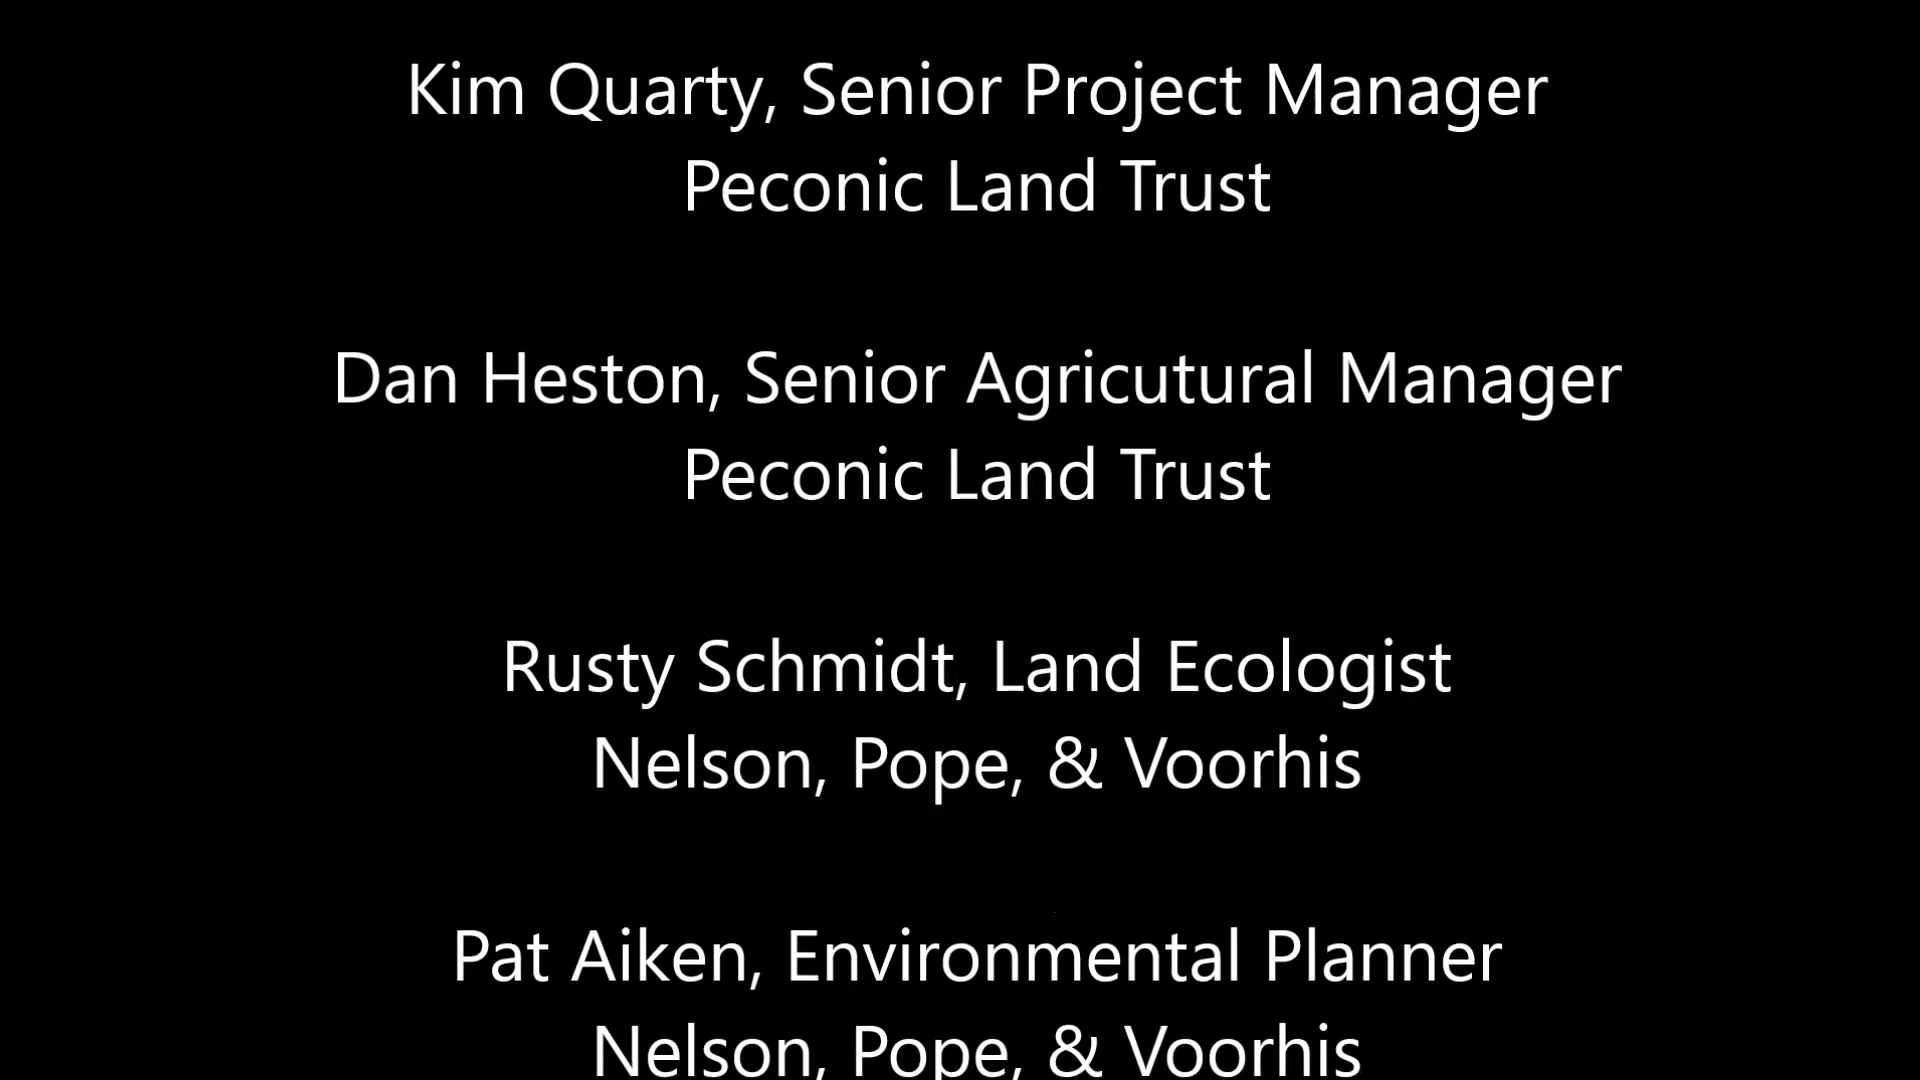 Kim Quarty, Senior Project Manager
Peconic Land Trust
Dan Heston, Senior Agricutural Manager
Peconic Land Trust
Rusty Schmidt, Land Ecologist
Nelson, Pope, & Voorhis
Pat Aiken, Environmental Planner
Nelson, Pope, & Voorhis